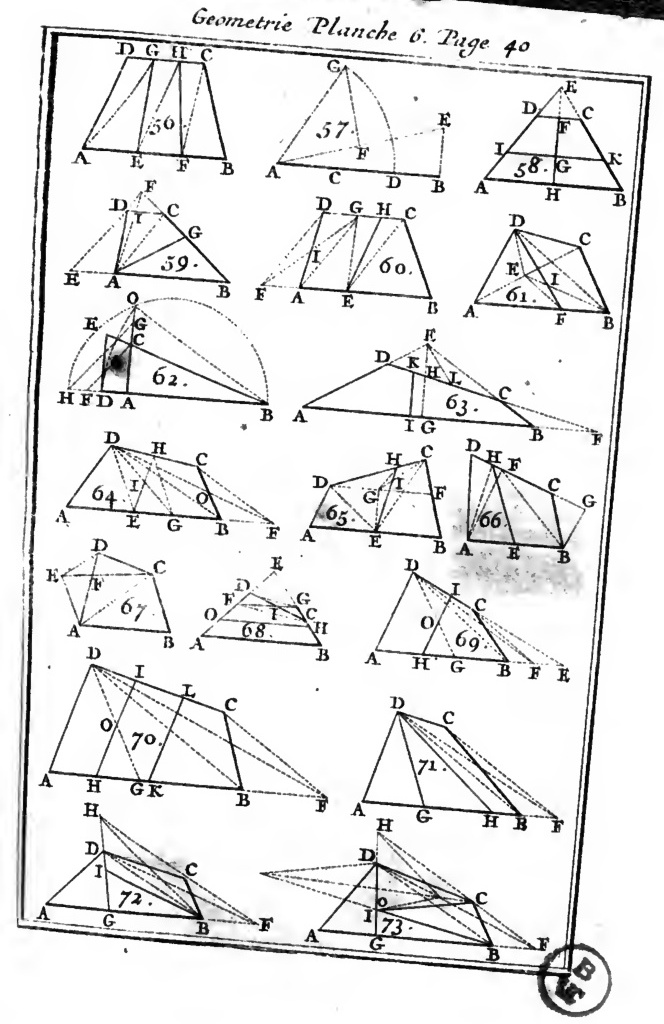 Geometrie Planche 6. Page 40
D G H C
56
A E F B
G
57.
E
F
A C D B
E
D C
F
I K
58. G
A H B
F
D I C
G
59.
E A B
D G H C
I 60.
F A E B
D C
E I
61.
A F B
O
E G
C
62.
H F D A B
E
D K H L
C
63.
A I G B F
D H C
I
64. O
A E G B F
H C
D G I F
65.
A E B
D H F C
G
66.
A E B
D
E F C
67
A B
E
D
F G
O I C
H
68.
A B
D I
C
O 69.
A H G B F E
D I L C
O 70.
A H G K B F
D C
71.
A G H B F
H
D C
I
72.
A G B F
H
D
O C
I
73.
A G B F
B